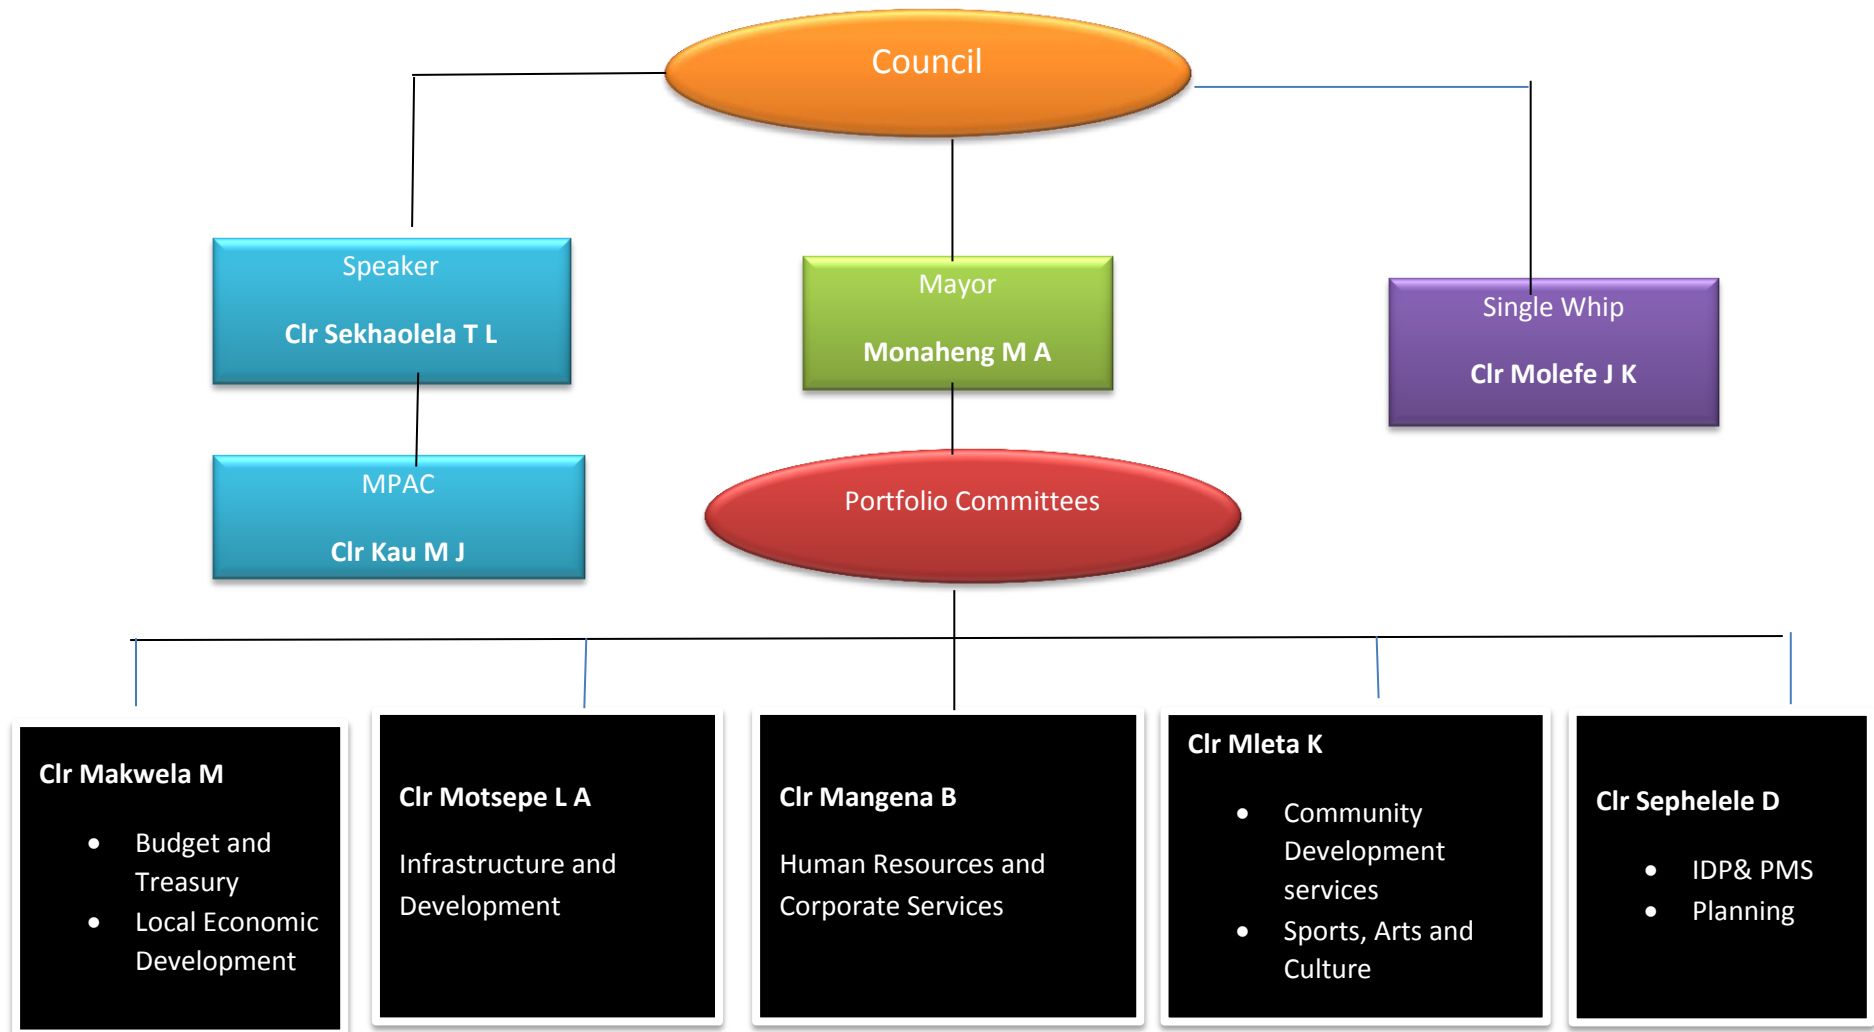 Council
Speaker
Clr Sekhaolela T L
Mayor
Monaheng M A
Single Whip
Clr Molefe J K
MPAC
Clr Kau M J
Portfolio Committees
Clr Makwela M
• Budget and
Treasury
• Local Economic
Development
Clr Motsepe L A
Infrastructure and
Development
Clr Mangena B
Human Resources and
Corporate Services
Clr Mleta K
• Community
Development
services
• Sports, Arts and
Culture
Clr Sephelele D
• IDP& PMS
• Planning